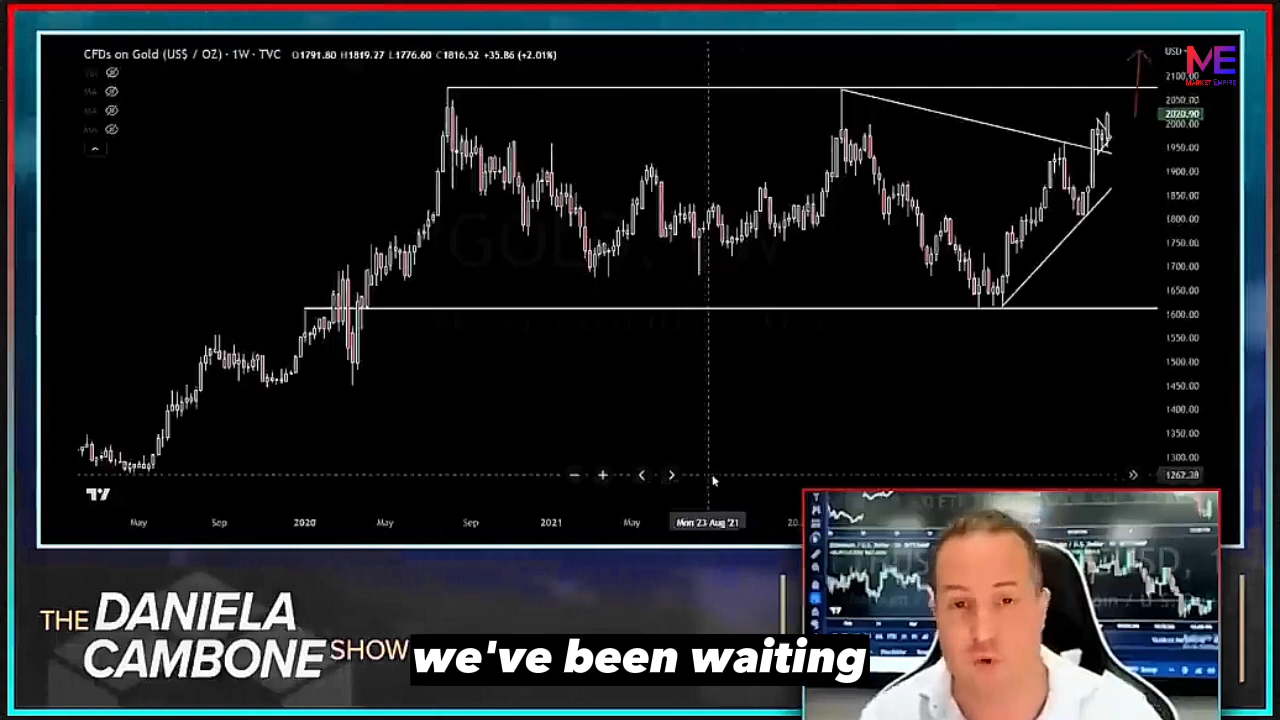 CFDs on Gold (US$ / OZ) · 1W · TVC O1791.80 H1819.27 L1776.60 C1816.52 +35.86 (+2.01%)
USD
ME
MARKET EMPIRE
2100.00
2050.00
2020.90
2000.00
1950.00
1900.00
1850.00
1800.00
1750.00
1700.00
1650.00
1600.00
1550.00
1500.00
1450.00
1400.00
1350.00
1300.00
1262.38
May Sep 2020 May Sep 2021 May Mon 23 Aug '21
THE DANIELA
CAMBONE SHOW
we've been waiting